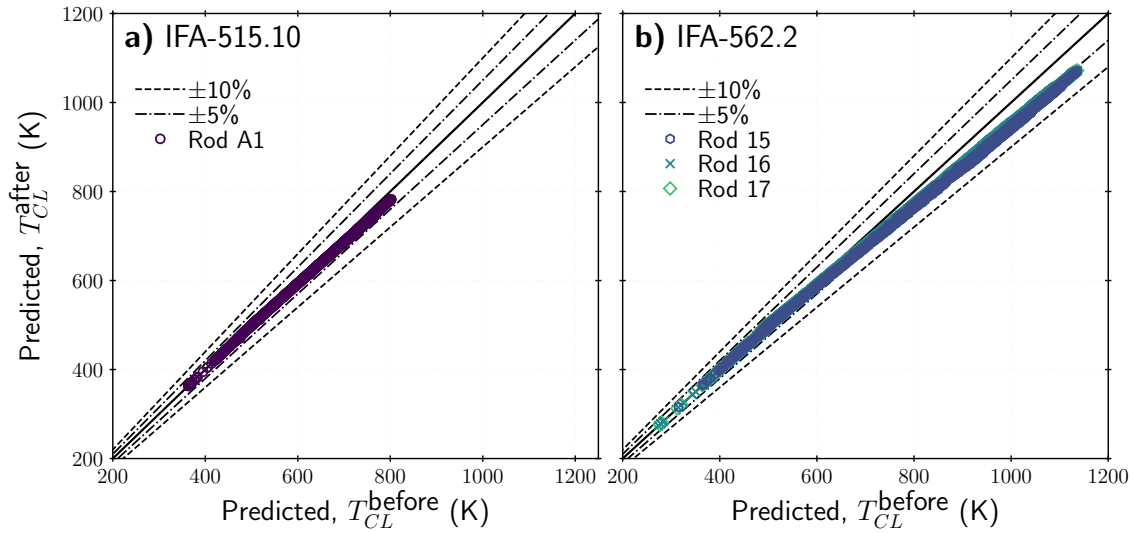 a) IFA-515.10
±10%
±5%
Rod A1
1200
1000
800
600
400
200
200 400 600 800 1000 1200
Predicted, T_CL^after (K)
Predicted, T_CL^before (K)
b) IFA-562.2
±10%
±5%
Rod 15
Rod 16
Rod 17
200 400 600 800 1000 1200
Predicted, T_CL^before (K)